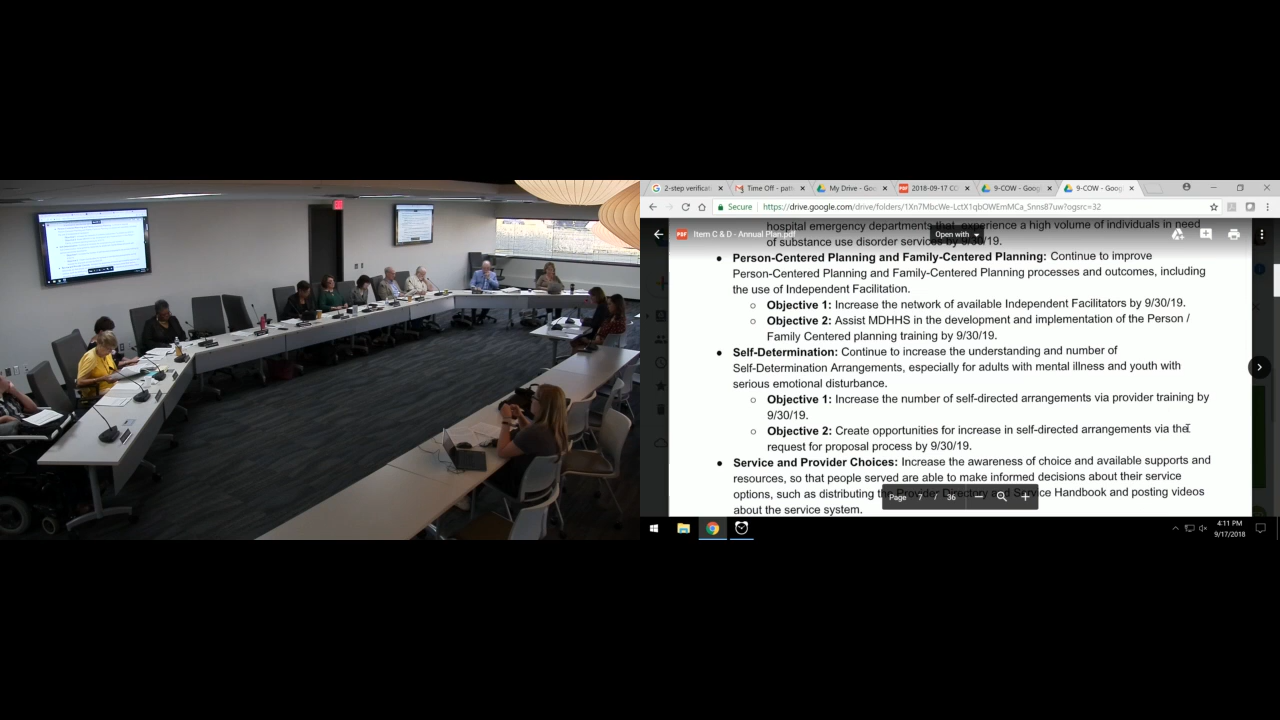 2-step verificat
Time Off - pat
My Drive - Goo
2018-09-17 CO
9-COW - Googl
9-COW - Googl
Secure
https://drive.google.com/drive/folders/1Xn7MbcWe-LctX1qbOWEmMCa_Snns87uw?ogsrc=32
hospital emergency departments that experience a high volume of individuals in need
Item C & D - Annual Plan.pdf
Open with
of substance use disorder services by 9/30/19.
● Person-Centered Planning and Family-Centered Planning: Continue to improve
Person-Centered Planning and Family-Centered Planning processes and outcomes, including
the use of Independent Facilitation.
○ Objective 1: Increase the network of available Independent Facilitators by 9/30/19.
○ Objective 2: Assist MDHHS in the development and implementation of the Person /
Family Centered planning training by 9/30/19.
● Self-Determination: Continue to increase the understanding and number of
Self-Determination Arrangements, especially for adults with mental illness and youth with
serious emotional disturbance.
○ Objective 1: Increase the number of self-directed arrangements via provider training by
9/30/19.
○ Objective 2: Create opportunities for increase in self-directed arrangements via the
request for proposal process by 9/30/19.
● Service and Provider Choices: Increase the awareness of choice and available supports and
resources, so that people served are able to make informed decisions about their service
options, such as distributing the Provider Directory and Service Handbook and posting videos
Page 7 / 36
about the service system.
4:11 PM
9/17/2018